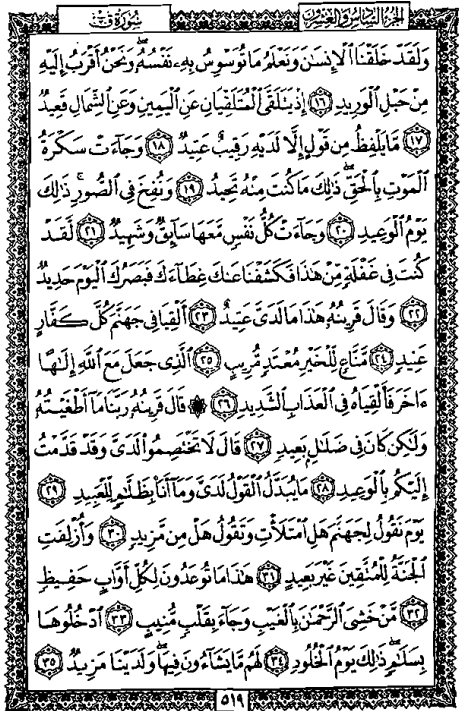 الجزء السادس والعشرون
سورة ق
وَلَقَدْ خَلَقْنَا ٱلْإِنسَٰنَ وَنَعْلَمُ مَا تُوَسْوِسُ بِهِۦ نَفْسُهُۥ ۖ وَنَحْنُ أَقْرَبُ إِلَيْهِ
مِنْ حَبْلِ ٱلْوَرِيدِ ١٦ إِذْ يَتَلَقَّى ٱلْمُتَلَقِّيَانِ عَنِ ٱلْيَمِينِ وَعَنِ ٱلشِّمَالِ قَعِيدٌ
١٧ مَّا يَلْفِظُ مِن قَوْلٍ إِلَّا لَدَيْهِ رَقِيبٌ عَتِيدٌ ١٨ وَجَآءَتْ سَكْرَةُ
ٱلْمَوْتِ بِٱلْحَقِّ ۖ ذَٰلِكَ مَا كُنتَ مِنْهُ تَحِيدُ ١٩ وَنُفِخَ فِى ٱلصُّورِ ۚ ذَٰلِكَ
يَوْمُ ٱلْوَعِيدِ ٢٠ وَجَآءَتْ كُلُّ نَفْسٍ مَّعَهَا سَآئِقٌ وَشَهِيدٌ ٢١ لَّقَدْ
كُنتَ فِى غَفْلَةٍ مِّنْ هَٰذَا فَكَشَفْنَا عَنكَ غِطَآءَكَ فَبَصَرُكَ ٱلْيَوْمَ حَدِيدٌ
٢٢ وَقَالَ قَرِينُهُۥ هَٰذَا مَا لَدَىَّ عَتِيدٌ ٢٣ أَلْقِيَا فِى جَهَنَّمَ كُلَّ كَفَّارٍ
عَنِيدٍ ٢٤ مَّنَّاعٍ لِّلْخَيْرِ مُعْتَدٍ مُّرِيبٍ ٢٥ ٱلَّذِى جَعَلَ مَعَ ٱللَّهِ إِلَٰهًا
ءَاخَرَ فَأَلْقِيَاهُ فِى ٱلْعَذَابِ ٱلشَّدِيدِ ٢٦ ۞ قَالَ قَرِينُهُۥ رَبَّنَا مَآ أَطْغَيْتُهُۥ
وَلَٰكِن كَانَ فِى ضَلَٰلٍۭ بَعِيدٍ ٢٧ قَالَ لَا تَخْتَصِمُوا۟ لَدَىَّ وَقَدْ قَدَّمْتُ
إِلَيْكُم بِٱلْوَعِيدِ ٢٨ مَا يُبَدَّلُ ٱلْقَوْلُ لَدَىَّ وَمَآ أَنَا۠ بِظَلَّٰمٍ لِّلْعَبِيدِ ٢٩
يَوْمَ نَقُولُ لِجَهَنَّمَ هَلِ ٱمْتَلَأْتِ وَتَقُولُ هَلْ مِن مَّزِيدٍ ٣٠ وَأُزْلِفَتِ
ٱلْجَنَّةُ لِلْمُتَّقِينَ غَيْرَ بَعِيدٍ ٣١ هَٰذَا مَا تُوعَدُونَ لِكُلِّ أَوَّابٍ حَفِيظٍ
٣٢ مَّنْ خَشِىَ ٱلرَّحْمَٰنَ بِٱلْغَيْبِ وَجَآءَ بِقَلْبٍ مُّنِيبٍ ٣٣ ٱدْخُلُوهَا
بِسَلَٰمٍ ۖ ذَٰلِكَ يَوْمُ ٱلْخُلُودِ ٣٤ لَهُم مَّا يَشَآءُونَ فِيهَا وَلَدَيْنَا مَزِيدٌ ٣٥
٥١٩